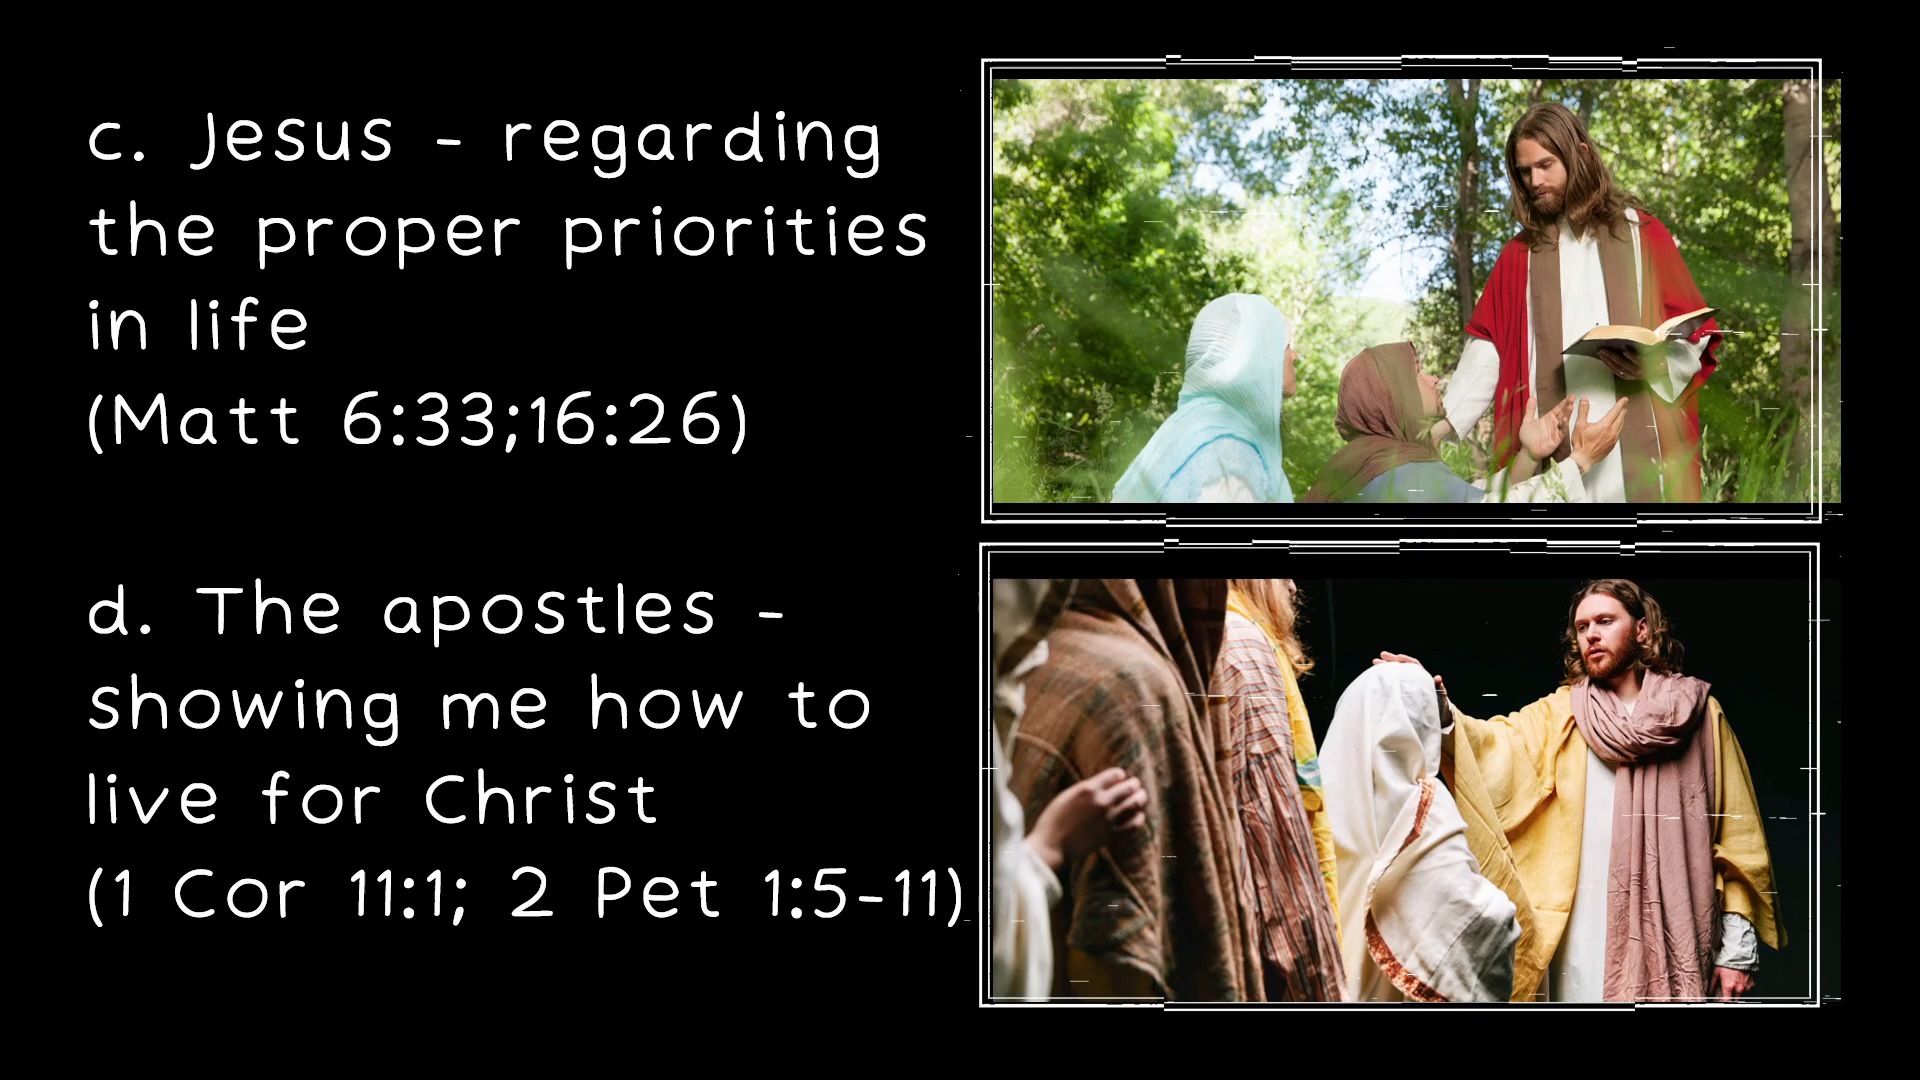 c. Jesus - regarding
the proper priorities
in life
(Matt 6:33;16:26)
d. The apostles -
showing me how to
live for Christ
(1 Cor 11:1; 2 Pet 1:5-11)